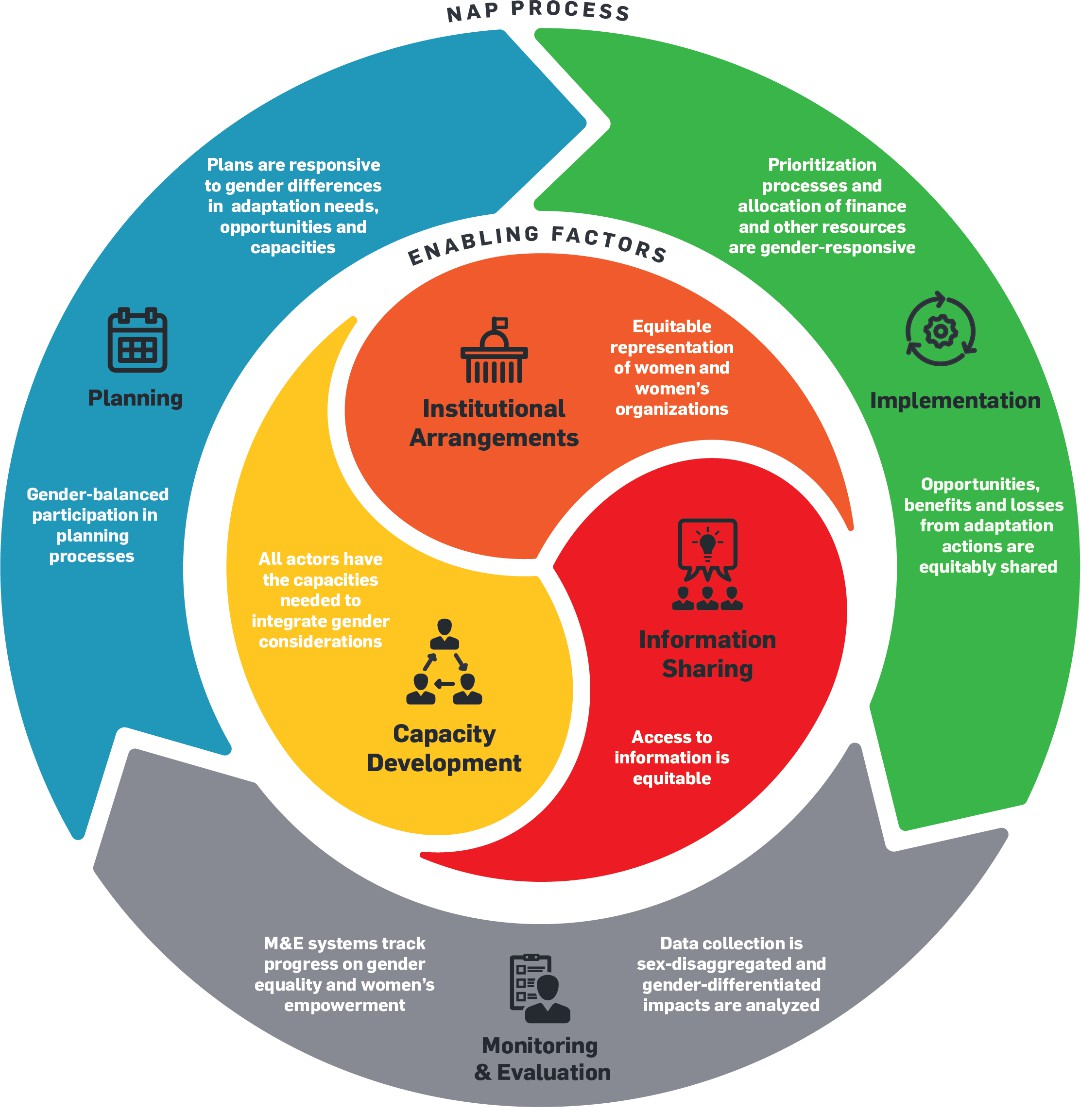 NAP PROCESS
Plans are responsive
to gender differences
in adaptation needs,
opportunities and
capacities
Planning
Gender-balanced
participation in
planning
processes
Prioritization
processes and
allocation of finance
and other resources
are gender-responsive
Implementation
Opportunities,
benefits and losses
from adaptation
actions are
equitably shared
ENABLING FACTORS
Institutional
Arrangements
Equitable
representation
of women and
women's
organizations
All actors have
the capacities
needed to
integrate gender
considerations
Capacity
Development
Information
Sharing
Access to
information is
equitable
M&E systems track
progress on gender
equality and women's
empowerment
Monitoring
& Evaluation
Data collection is
sex-disaggregated and
gender-differentiated
impacts are analyzed